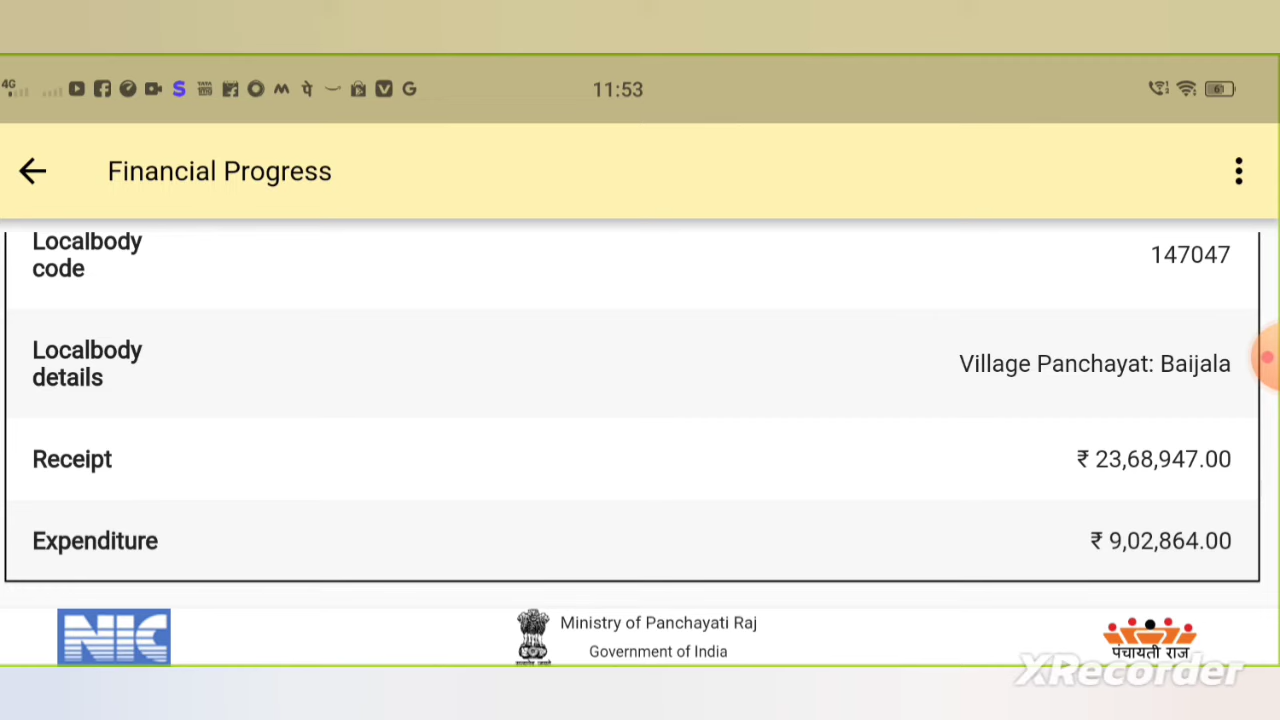 4G 11:53
Financial Progress
Localbody
code
147047
Localbody
details
Village Panchayat: Baijala
Receipt
₹ 23,68,947.00
Expenditure
₹ 9,02,864.00
NIC
Ministry of Panchayati Raj
Government of India
पंचायती राज
XRecorder